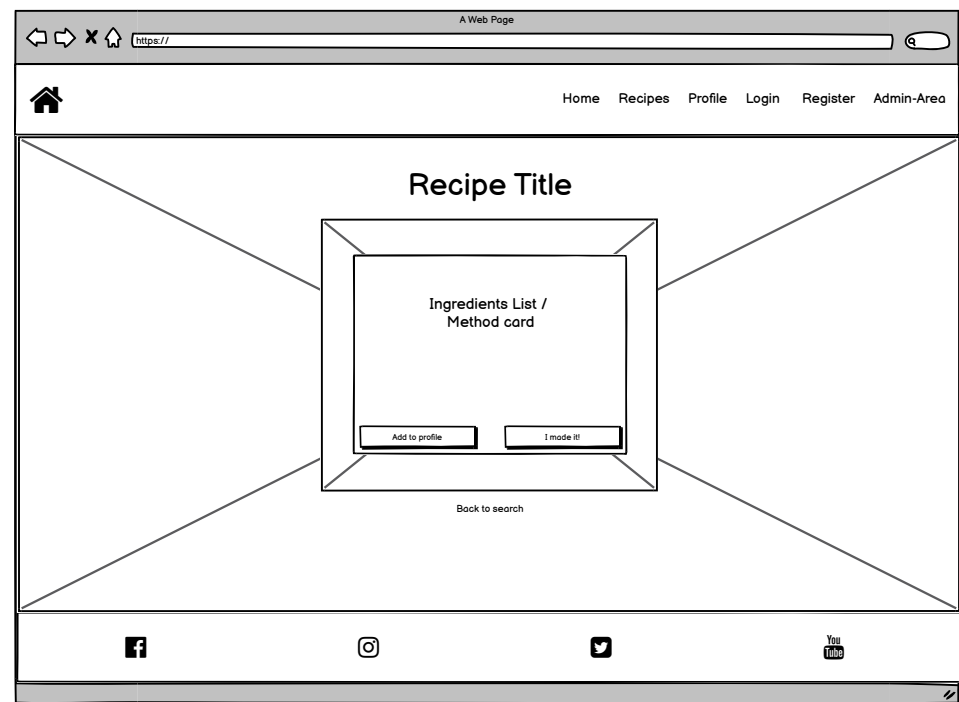 A Web Page
https://
Home Recipes Profile Login Register Admin-Area
Recipe Title
Ingredients List /
Method card
Add to profile I made it!
Back to search
You
Tube